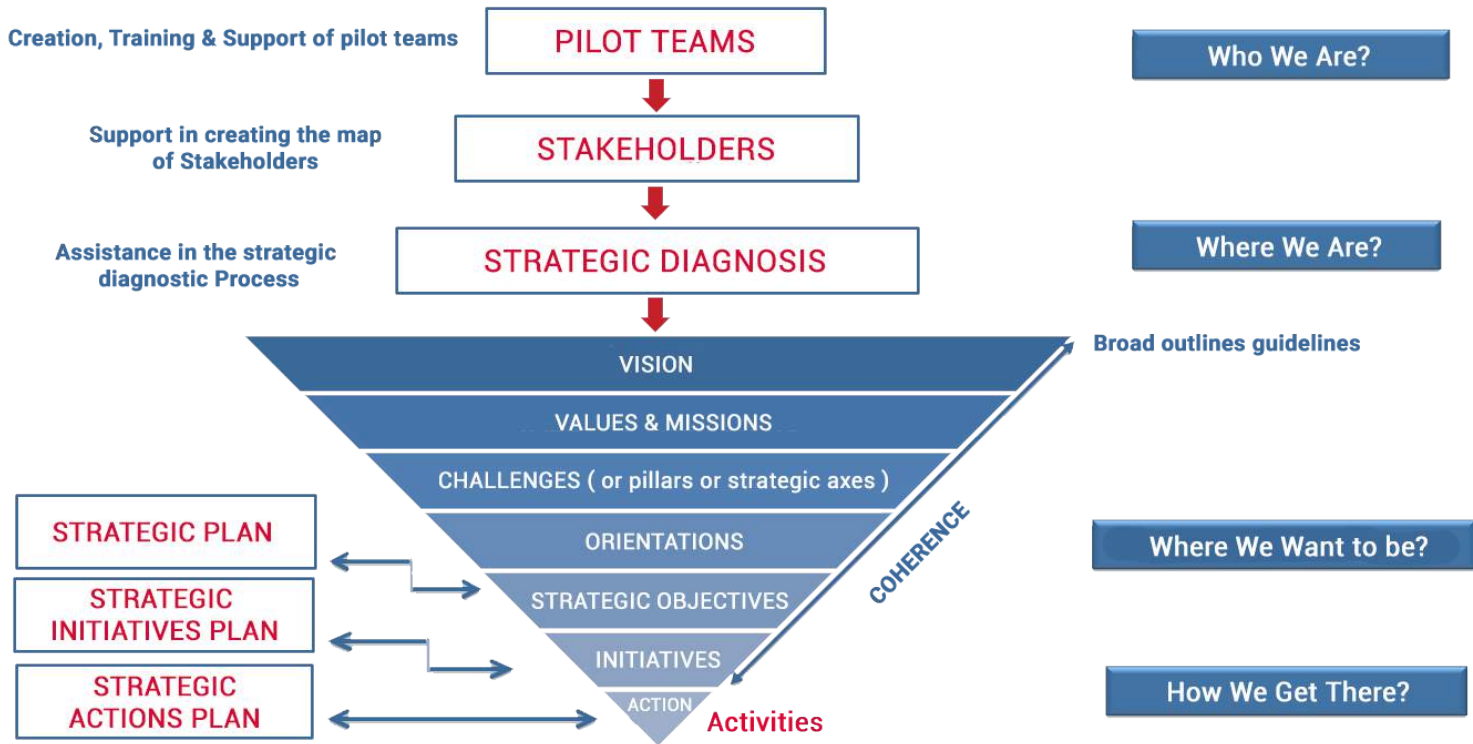 Creation, Training & Support of pilot teams
PILOT TEAMS
Who We Are?
Support in creating the map
of Stakeholders
STAKEHOLDERS
Assistance in the strategic
diagnostic Process
STRATEGIC DIAGNOSIS
Where We Are?
Broad outlines guidelines
VISION
VALUES & MISSIONS
CHALLENGES ( or pillars or strategic axes )
ORIENTATIONS
STRATEGIC OBJECTIVES
INITIATIVES
ACTION
Activities
COHERENCE
STRATEGIC PLAN
STRATEGIC
INITIATIVES PLAN
STRATEGIC
ACTIONS PLAN
Where We Want to be?
How We Get There?